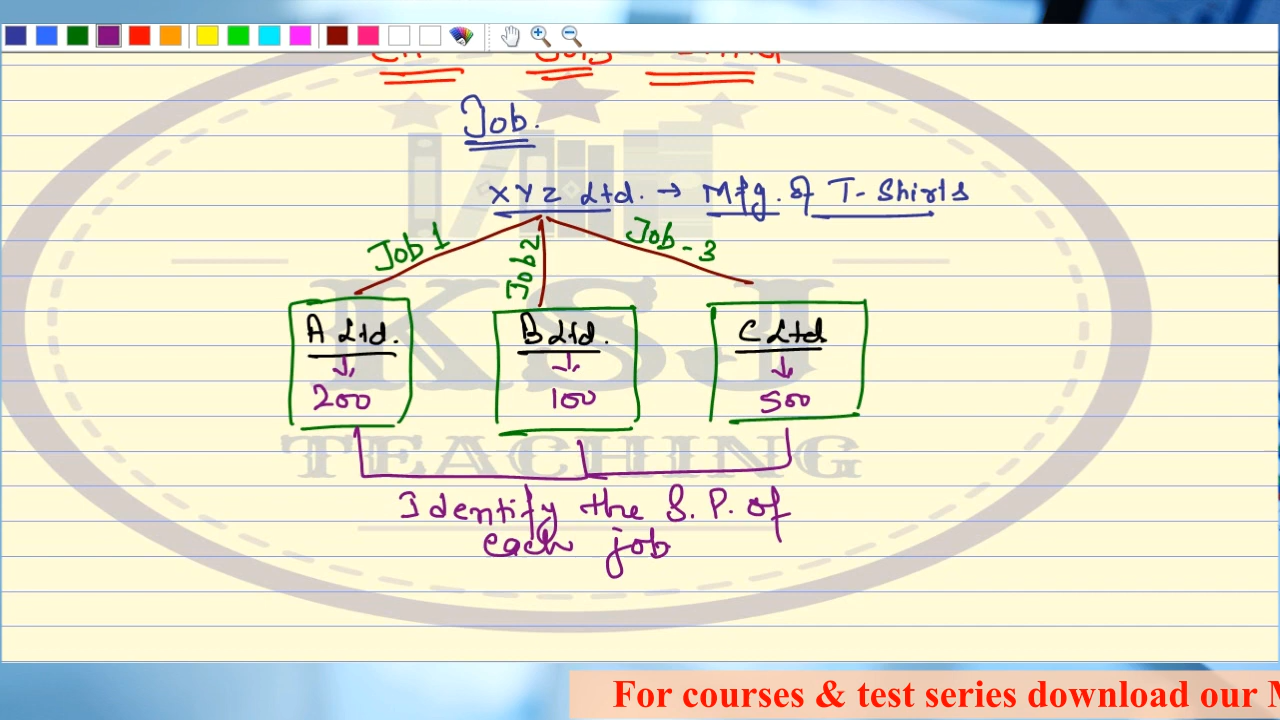 Job.
XYZ Ltd. → Mfg. of T-Shirts
Job 1
Job 2
Job-3
A Ltd.
B Ltd.
C Ltd
↓
↓
↓
200
100
500
KSJ
TEACHING
Identify the S.P. of
each job
For courses & test series download our